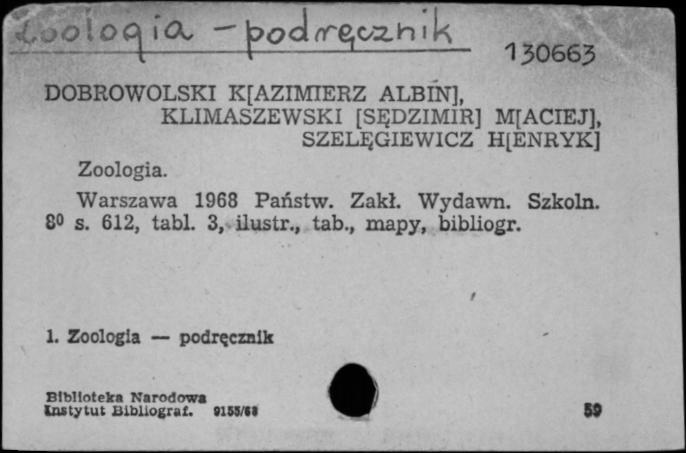 Zoologia - podręcznik
130663
DOBROWOLSKI K[AZIMIERZ ALBIN],
KLIMASZEWSKI [SĘDZIMIR] M[ACIEJ],
SZELĘGIEWICZ H[ENRYK]
Zoologia.
Warszawa 1968 Państw. Zakł. Wydawn. Szkoln.
8⁰ s. 612, tabl. 3, ilustr., tab., mapy, bibliogr.
1. Zoologia — podręcznik
Biblioteka Narodowa
Instytut Bibliograf. 9155/68
59